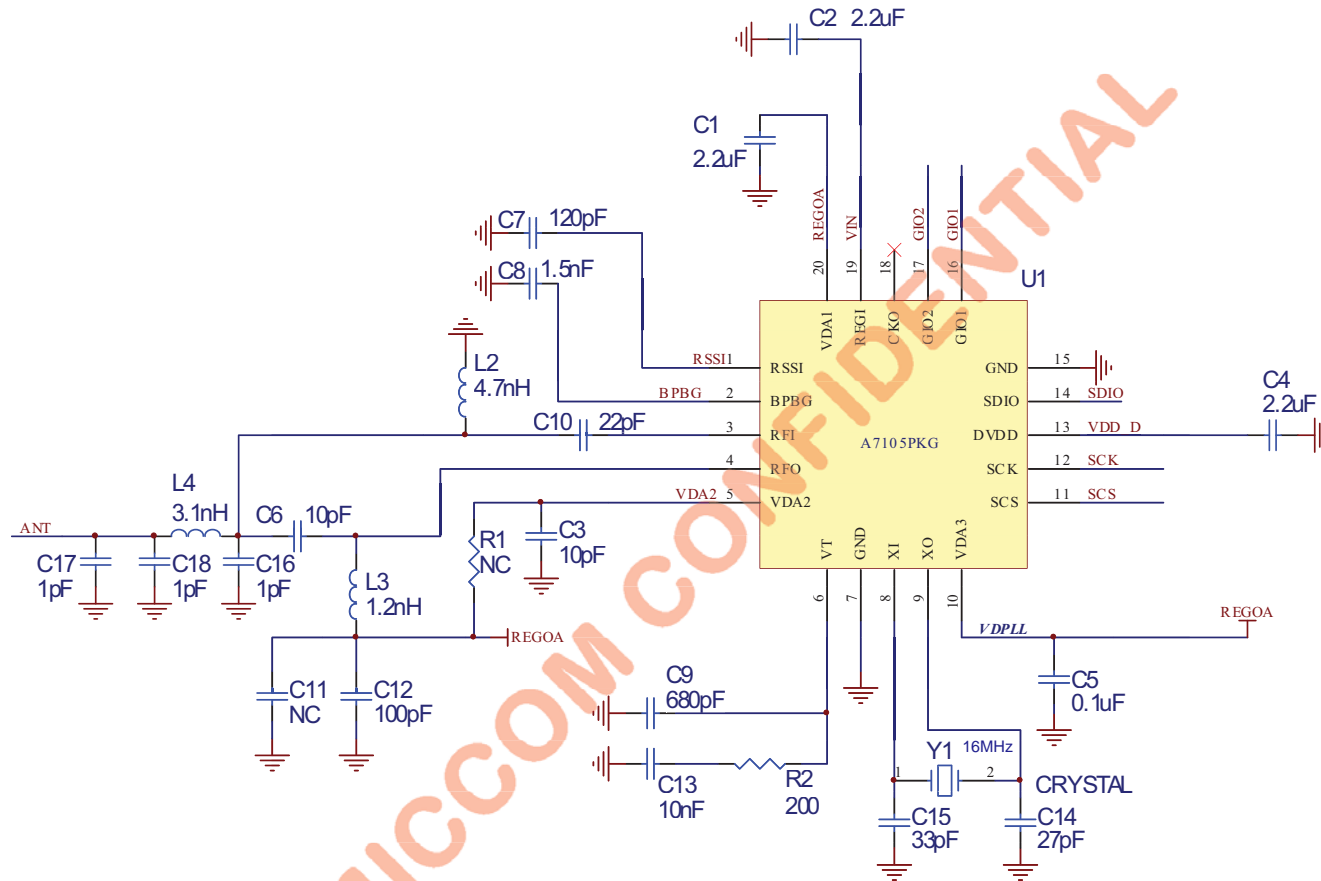 C2 2.2uF
C1
2.2uF
REGOA
VIN
GIO2
GIO1
20
19
18
17
16
U1
C7 120pF
C8 1.5nF
VDA1
REGI
CKO
GIO2
GIO1
L2
4.7nH
RSSI1
RSSI
GND
15
BPBG
2
BPBG
SDIO
14
SDIO
C4
2.2uF
C10 22pF
3
RFI
A7105PKG
DVDD
13
VDD D
4
RFO
SCK
12
SCK
VDA2
5
VDA2
SCS
11
SCS
L4
3.1nH
C6
10pF
ANT
C17
1pF
C18
1pF
C16
1pF
L3
1.2nH
R1
NC
C3
10pF
VT
GND
XI
XO
VDA3
6
7
8
9
10
REGOA
VDPLL
REGOA
C11
NC
C12
100pF
C9
680pF
C5
0.1uF
C13
10nF
R2
200
Y1 16MHz
1
2
CRYSTAL
C15
33pF
C14
27pF
MICCOM CONFIDENTIAL